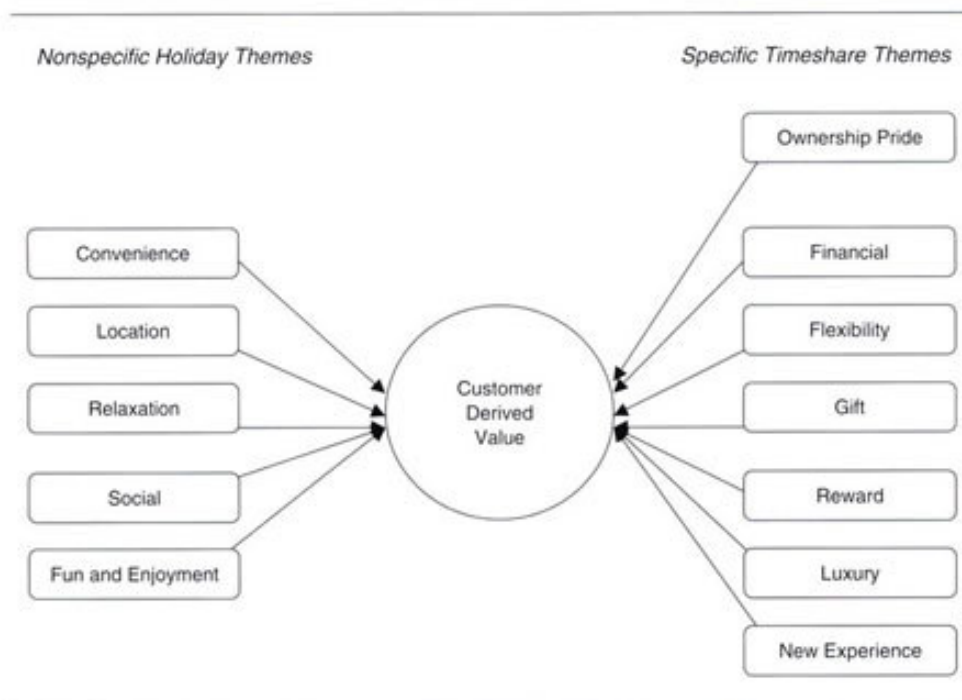 Nonspecific Holiday Themes
Specific Timeshare Themes
Convenience
Location
Relaxation
Social
Fun and Enjoyment
Customer
Derived
Value
Ownership Pride
Financial
Flexibility
Gift
Reward
Luxury
New Experience